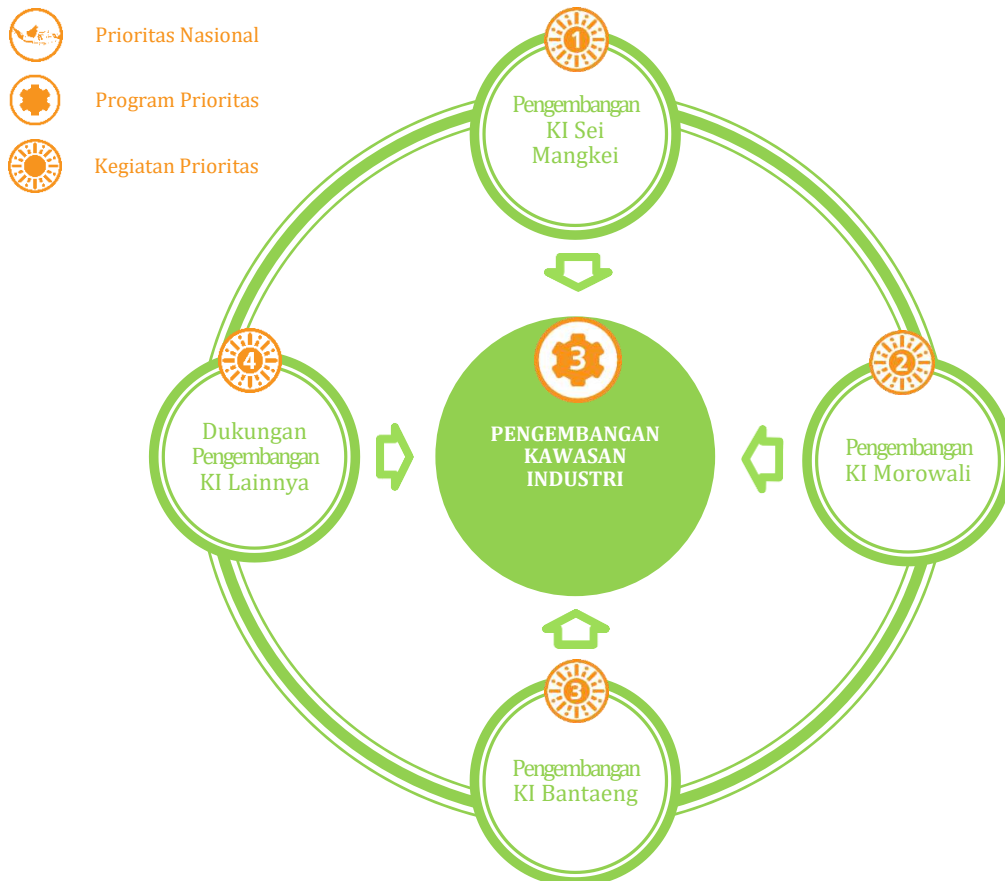 Prioritas Nasional
Program Prioritas
Kegiatan Prioritas
1
Pengembangan
KI Sei
Mangkei
4
Dukungan
Pengembangan
KI Lainnya
3
PENGEMBANGAN
KAWASAN
INDUSTRI
2
Pengembangan
KI Morowali
3
Pengembangan
KI Bantaeng